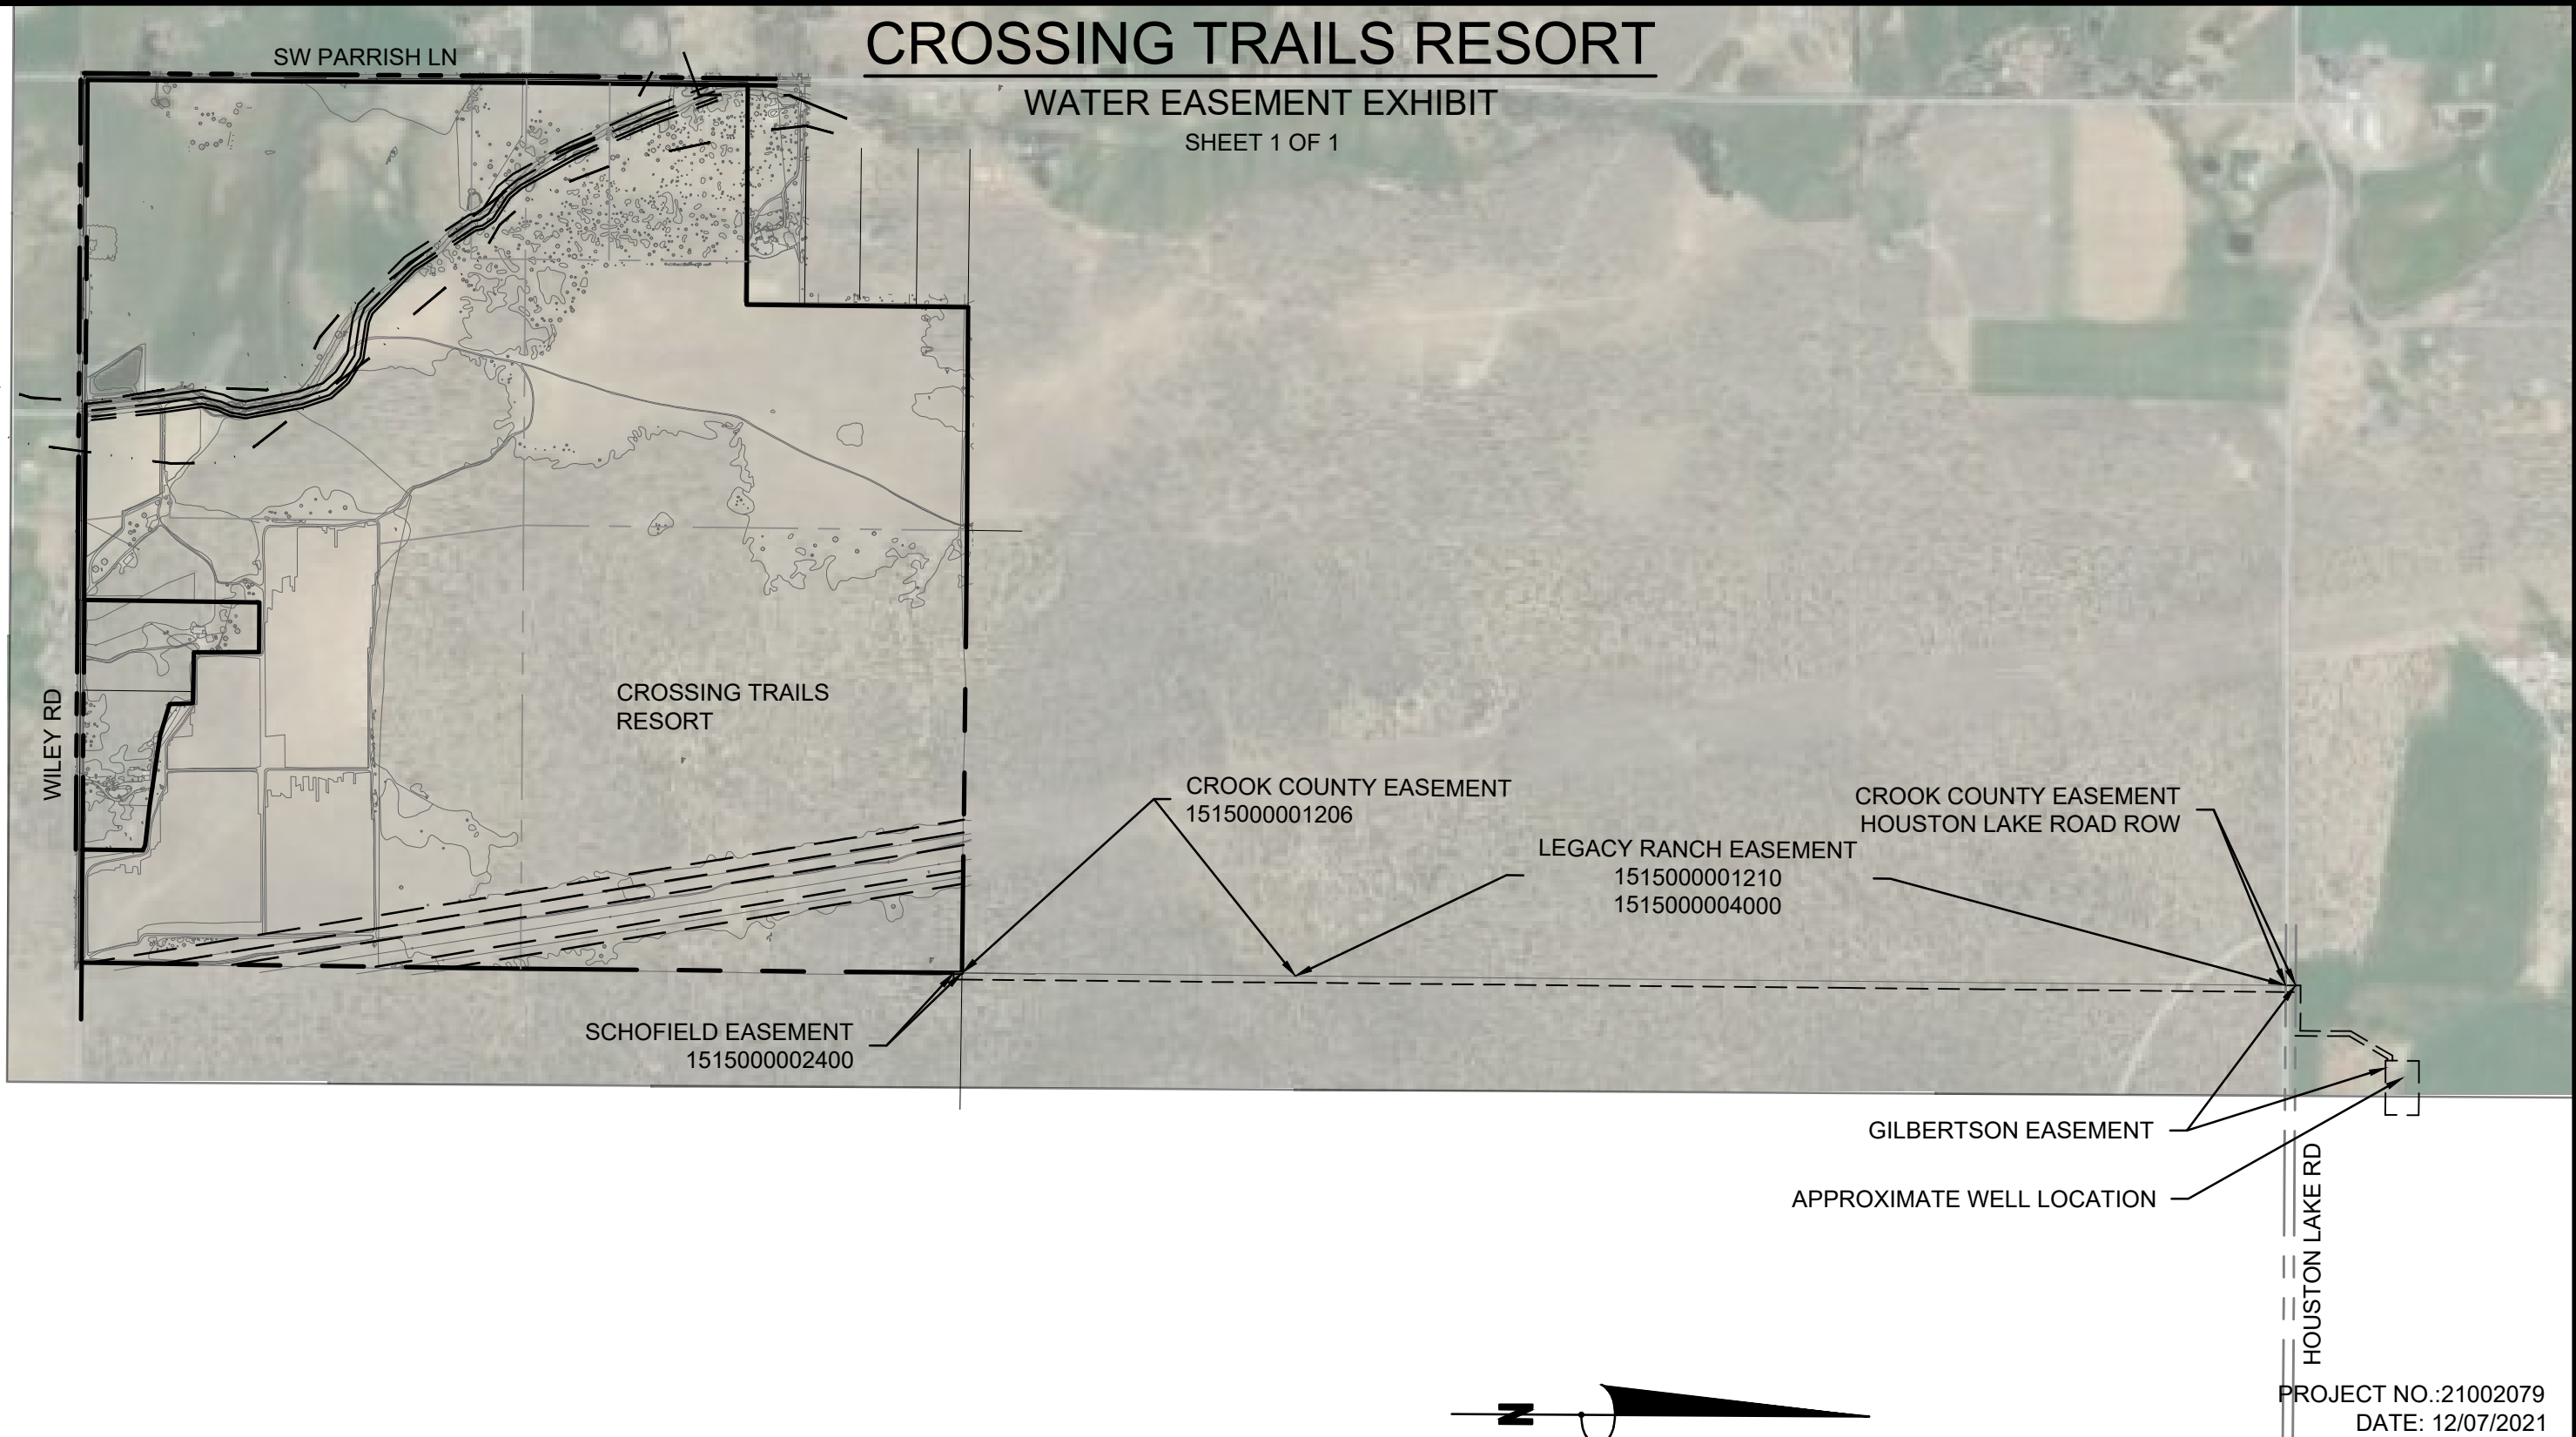 CROSSING TRAILS RESORT
WATER EASEMENT EXHIBIT
SHEET 1 OF 1
SW PARRISH LN
WILEY RD
CROSSING TRAILS
RESORT
CROOK COUNTY EASEMENT
1515000001206
LEGACY RANCH EASEMENT
1515000001210
1515000004000
CROOK COUNTY EASEMENT
HOUSTON LAKE ROAD ROW
SCHOFIELD EASEMENT
1515000002400
GILBERTSON EASEMENT
APPROXIMATE WELL LOCATION
HOUSTON LAKE RD
N
PROJECT NO.:21002079
DATE: 12/07/2021